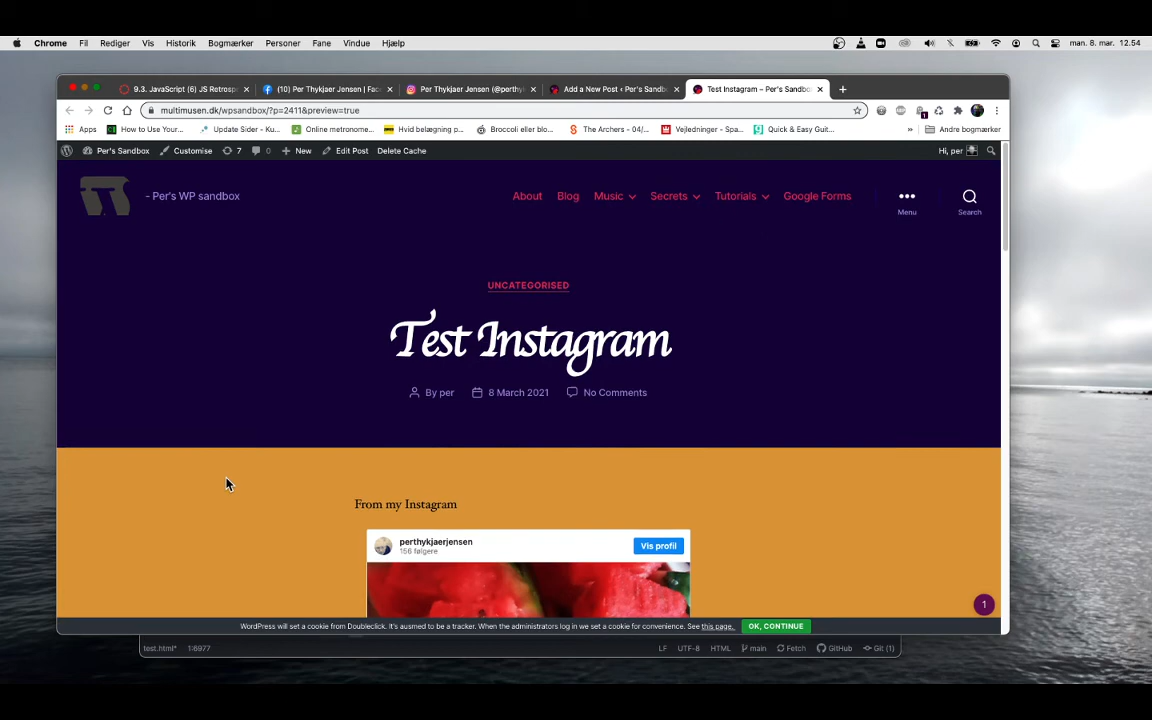 Chrome Fil Rediger Vis Historik Bogmærker Personer Fane Vindue Hjælp man. 8. mar. 12.54
9.3. JavaScript (6) JS Retrosp (10) Per Thykjaer Jensen | Fac Per Thykjaer Jensen (@perthy Add a New Post ‹ Per's Sandb Test Instagram – Per's Sandbo
multimusen.dk/wpsandbox/?p=2411&preview=true
Apps How to Use Your... Update Sider - Ku... Online metronome... Hvid belægning p... Broccoli eller blo... The Archers - 04/... Vejledninger - Spa... Quick & Easy Guit... » Andre bogmærker
Per's Sandbox Customise 7 0 New Edit Post Delete Cache Hi, per
- Per's WP sandbox About Blog Music Secrets Tutorials Google Forms Menu Search
UNCATEGORISED
Test Instagram
By per 8 March 2021 No Comments
From my Instagram
perthykjaerjensen
156 følgere
Vis profil
1
WordPress will set a cookie from Doubleclick. It's ausmed to be a tracker. When the administrators log in we set a cookie for convenience. See this page. OK, CONTINUE
test.html* 1:6977 LF UTF-8 HTML main Fetch GitHub Git (1)